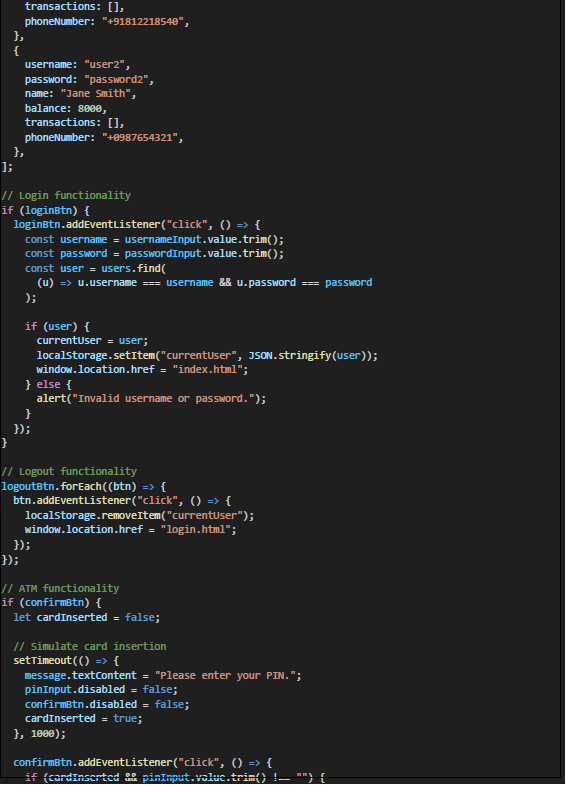 transactions: [],
phoneNumber: "+91812218540",
},
{
username: "user2",
password: "password2",
name: "Jane Smith",
balance: 8000,
transactions: [],
phoneNumber: "+0987654321",
},
];
// Login functionality
if (loginBtn) {
loginBtn.addEventListener("click", () => {
const username = usernameInput.value.trim();
const password = passwordInput.value.trim();
const user = users.find(
(u) => u.username === username && u.password === password
);
if (user) {
currentUser = user;
localStorage.setItem("currentUser", JSON.stringify(user));
window.location.href = "index.html";
} else {
alert("Invalid username or password.");
}
});
}
// Logout functionality
logoutBtn.forEach((btn) => {
btn.addEventListener("click", () => {
localStorage.removeItem("currentUser");
window.location.href = "login.html";
});
});
// ATM functionality
if (confirmBtn) {
let cardInserted = false;
// Simulate card insertion
setTimeout(() => {
message.textContent = "Please enter your PIN.";
pinInput.disabled = false;
confirmBtn.disabled = false;
cardInserted = true;
}, 1000);
confirmBtn.addEventListener("click", () => {
if (cardInserted && pinInput.value.trim() !== "") {